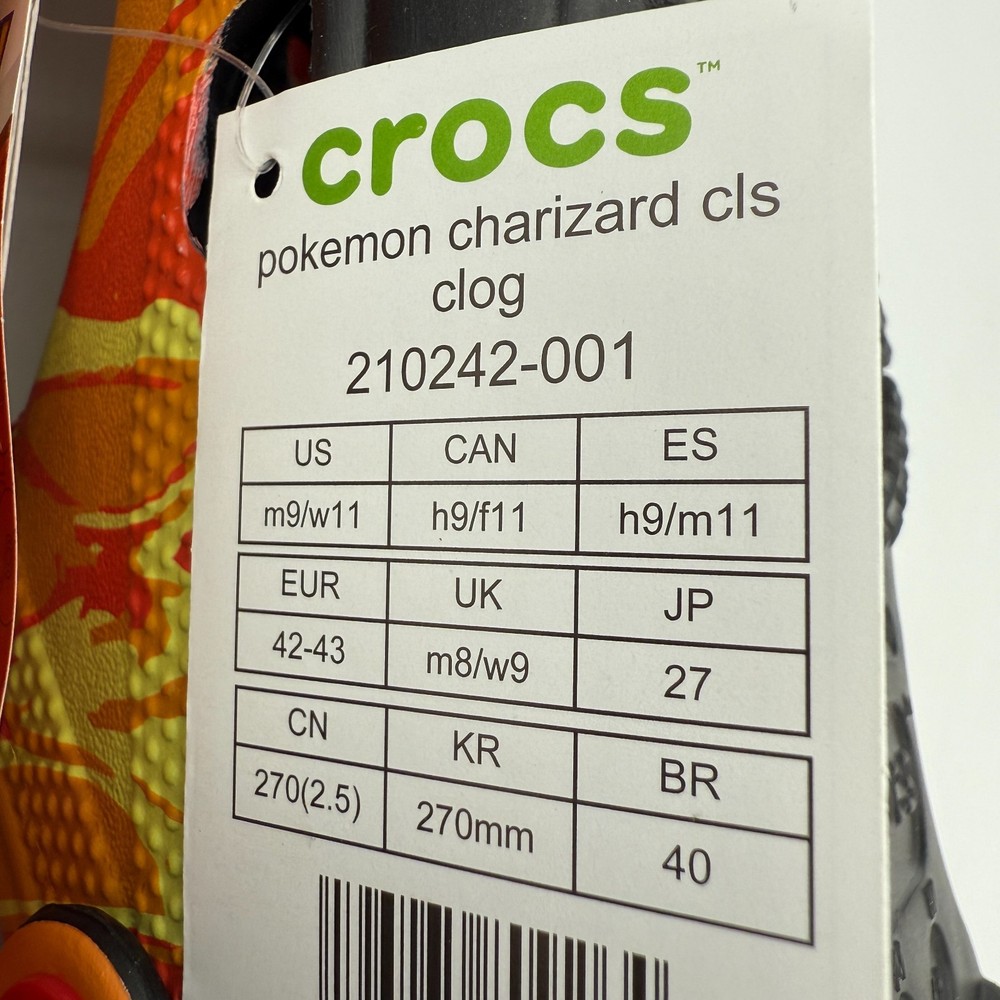 crocs™
pokemon charizard cls
clog
210242-001
US CAN ES
m9/w11 h9/f11 h9/m11
EUR UK JP
42-43 m8/w9 27
CN KR BR
270(2.5) 270mm 40